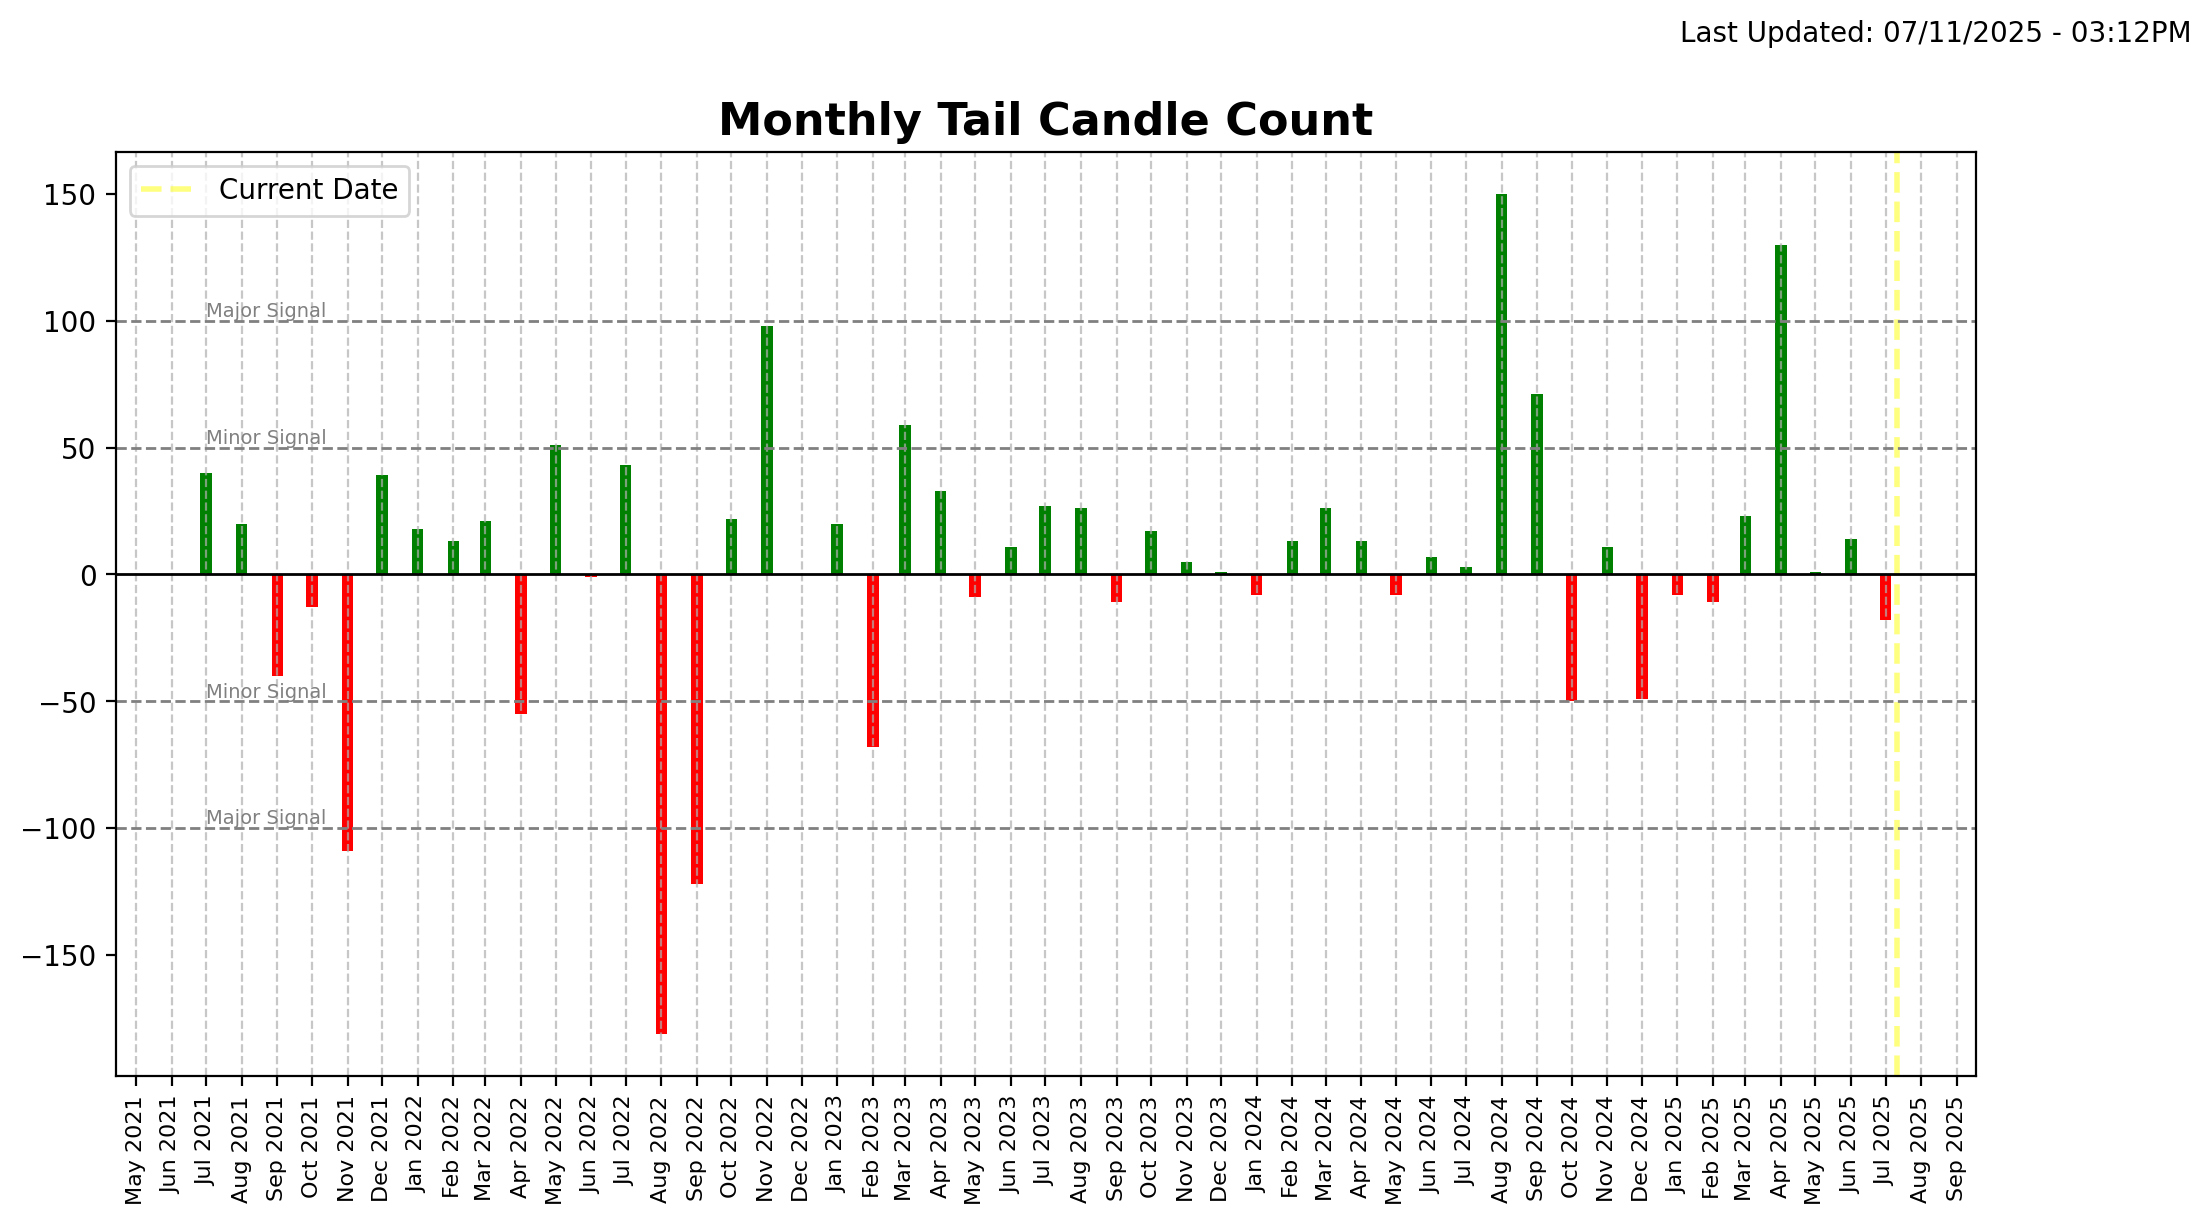 Last Updated: 07/11/2025 - 03:12PM
Monthly Tail Candle Count
Current Date
150
Major Signal
100
Minor Signal
50
0
Minor Signal
−50
Major Signal
−100
−150
May 2021
Jun 2021
Jul 2021
Aug 2021
Sep 2021
Oct 2021
Nov 2021
Dec 2021
Jan 2022
Feb 2022
Mar 2022
Apr 2022
May 2022
Jun 2022
Jul 2022
Aug 2022
Sep 2022
Oct 2022
Nov 2022
Dec 2022
Jan 2023
Feb 2023
Mar 2023
Apr 2023
May 2023
Jun 2023
Jul 2023
Aug 2023
Sep 2023
Oct 2023
Nov 2023
Dec 2023
Jan 2024
Feb 2024
Mar 2024
Apr 2024
May 2024
Jun 2024
Jul 2024
Aug 2024
Sep 2024
Oct 2024
Nov 2024
Dec 2024
Jan 2025
Feb 2025
Mar 2025
Apr 2025
May 2025
Jun 2025
Jul 2025
Aug 2025
Sep 2025